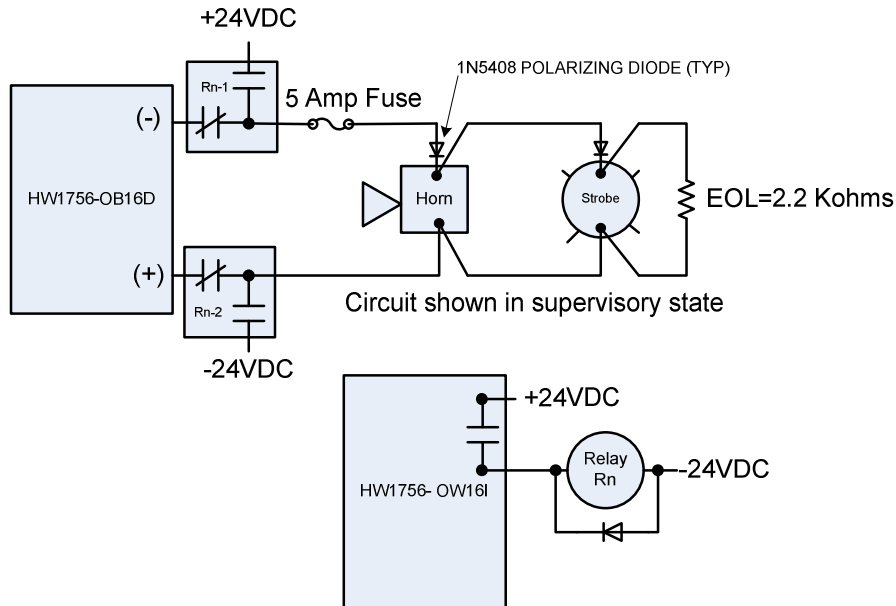 +24VDC
1N5408 POLARIZING DIODE (TYP)
Rn-1
5 Amp Fuse
(-)
HW1756-OB16D
Horn
Strobe
EOL=2.2 Kohms
(+)
Rn-2
Circuit shown in supervisory state
-24VDC
+24VDC
Relay
Rn
-24VDC
HW1756- OW16I